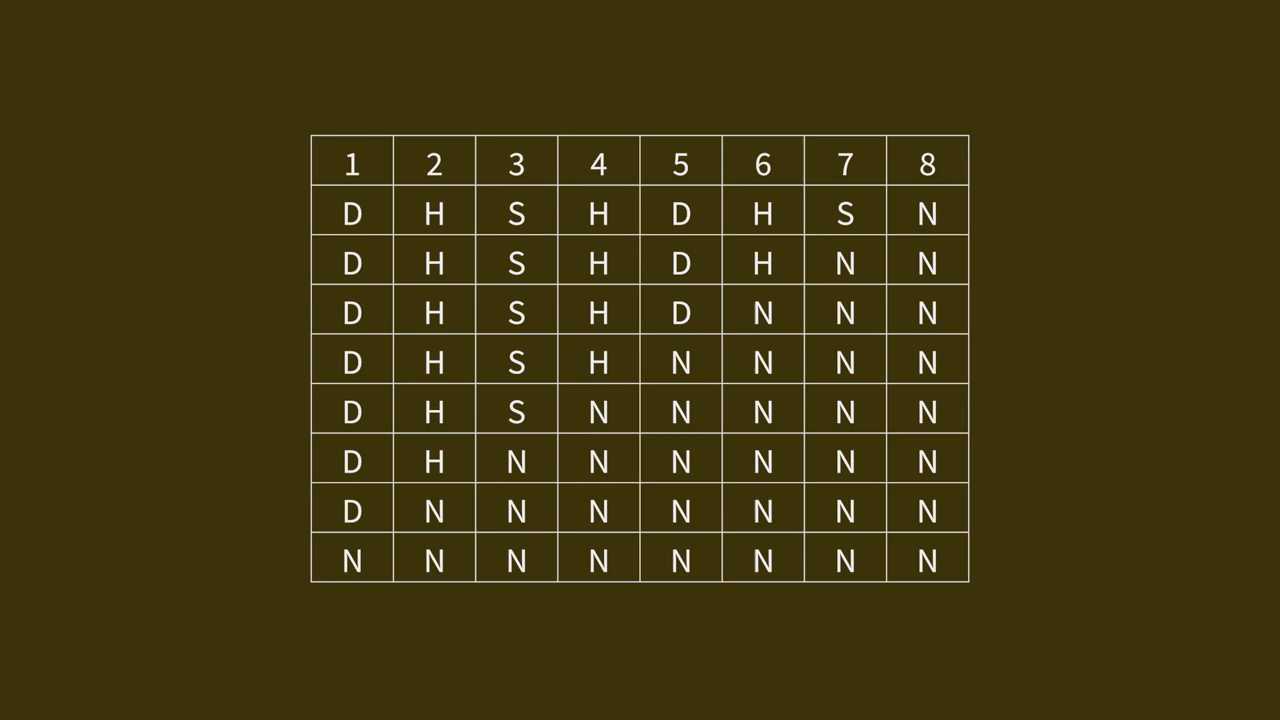 1 2 3 4 5 6 7 8
D H S H D H S N
D H S H D H N N
D H S H D N N N
D H S H N N N N
D H S N N N N N
D H N N N N N N
D N N N N N N N
N N N N N N N N